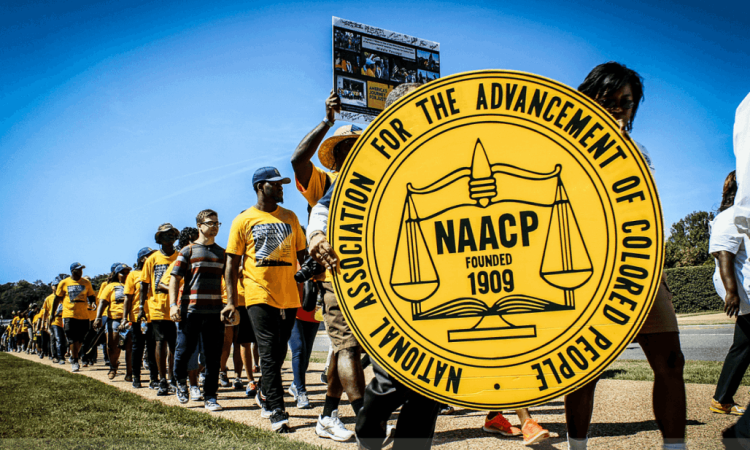 NATIONAL ASSOCIATION FOR THE ADVANCEMENT OF COLORED PEOPLE
NAACP
FOUNDED
1909